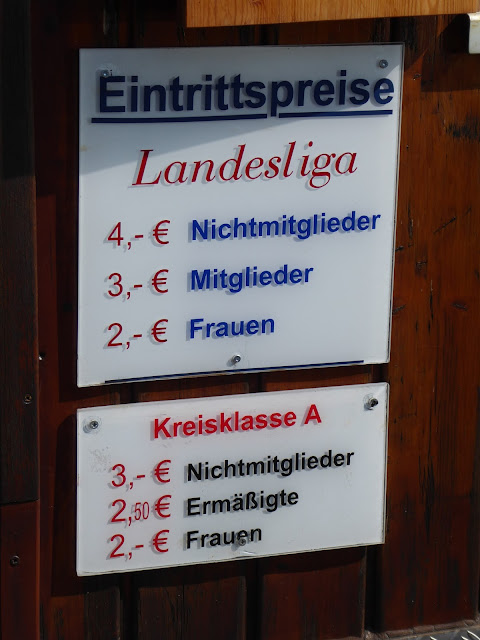 Eintrittspreise
Landesliga
4,- € Nichtmitglieder
3,- € Mitglieder
2,- € Frauen
Kreisklasse A
3,- € Nichtmitglieder
2,50 € Ermäßigte
2,- € Frauen